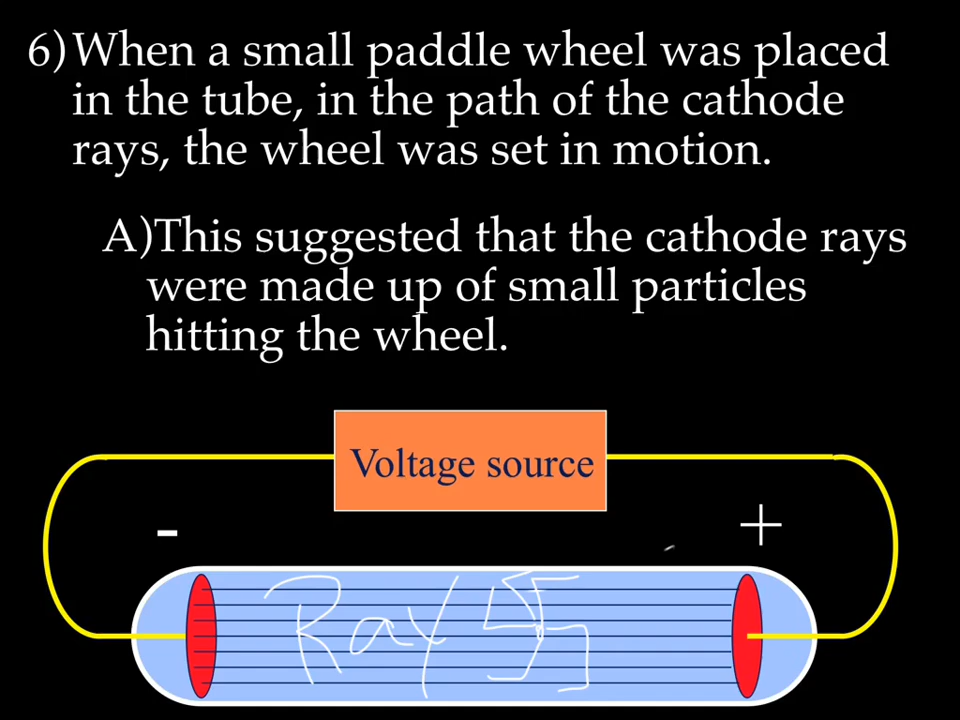 6) When a small paddle wheel was placed
in the tube, in the path of the cathode
rays, the wheel was set in motion.
A) This suggested that the cathode rays
were made up of small particles
hitting the wheel.
Voltage source
- +
Ray